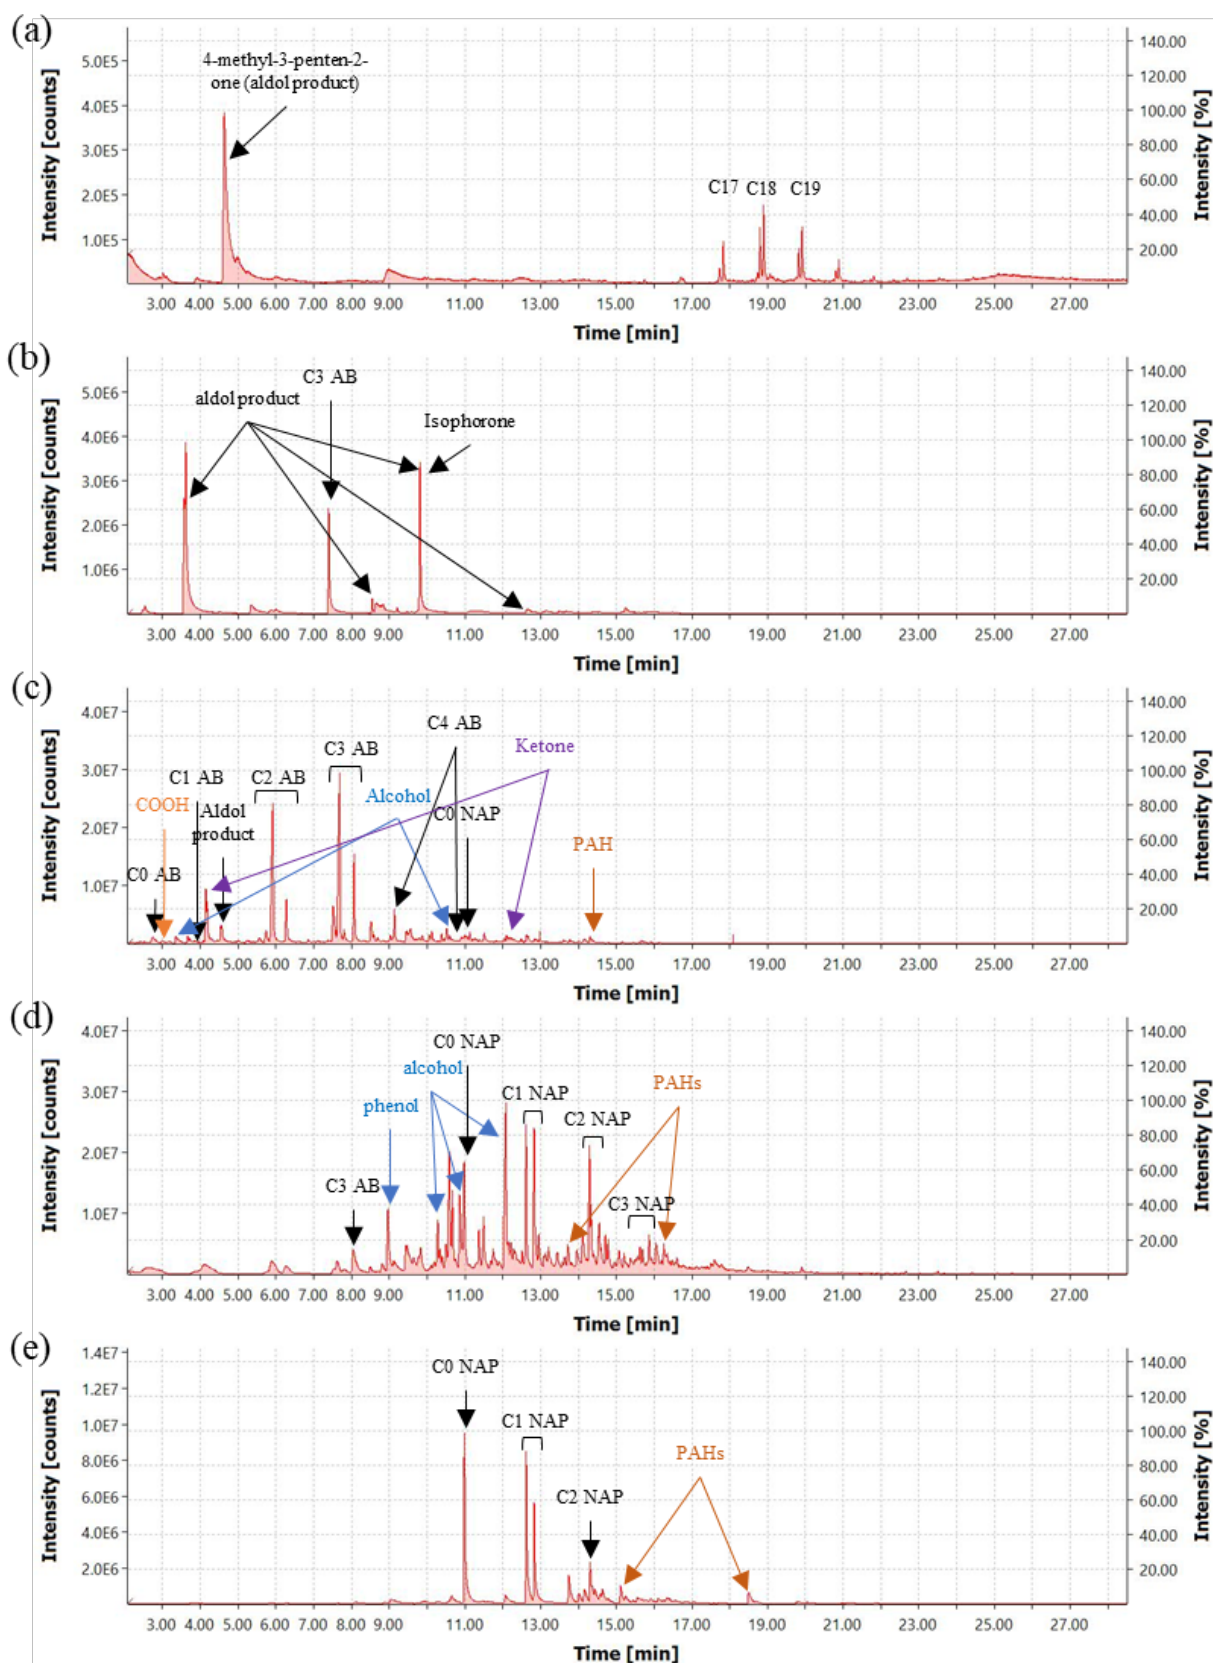 (a)
Intensity [counts]
5.0E5
4.0E5
3.0E5
2.0E5
1.0E5
4-methyl-3-penten-2-
one (aldol product)
C17 C18 C19
140.00
120.00
100.00
80.00
60.00
40.00
20.00
Intensity [%]
3.00 4.00 5.00 6.00 7.00 8.00 9.00 11.00 13.00 15.00 17.00 19.00 21.00 23.00 25.00 27.00
Time [min]
(b)
Intensity [counts]
5.0E6
4.0E6
3.0E6
2.0E6
1.0E6
aldol product
C3 AB
Isophorone
140.00
120.00
100.00
80.00
60.00
40.00
20.00
Intensity [%]
3.00 4.00 5.00 6.00 7.00 8.00 9.00 11.00 13.00 15.00 17.00 19.00 21.00 23.00 25.00 27.00
Time [min]
(c)
Intensity [counts]
4.0E7
3.0E7
2.0E7
1.0E7
C0 AB
COOH
C1 AB
Aldol
product
C2 AB
C3 AB
Alcohol
C4 AB
C0 NAP
Ketone
PAH
140.00
120.00
100.00
80.00
60.00
40.00
20.00
Intensity [%]
3.00 4.00 5.00 6.00 7.00 8.00 9.00 11.00 13.00 15.00 17.00 19.00 21.00 23.00 25.00 27.00
Time [min]
(d)
Intensity [counts]
4.0E7
3.0E7
2.0E7
1.0E7
C3 AB
phenol
alcohol
C0 NAP
C1 NAP
C2 NAP
C3 NAP
PAHs
140.00
120.00
100.00
80.00
60.00
40.00
20.00
Intensity [%]
3.00 4.00 5.00 6.00 7.00 8.00 9.00 11.00 13.00 15.00 17.00 19.00 21.00 23.00 25.00 27.00
Time [min]
(e)
Intensity [counts]
1.4E7
1.2E7
1.0E7
8.0E6
6.0E6
4.0E6
2.0E6
C0 NAP
C1 NAP
C2 NAP
PAHs
140.00
120.00
100.00
80.00
60.00
40.00
20.00
Intensity [%]
3.00 4.00 5.00 6.00 7.00 8.00 9.00 11.00 13.00 15.00 17.00 19.00 21.00 23.00 25.00 27.00
Time [min]